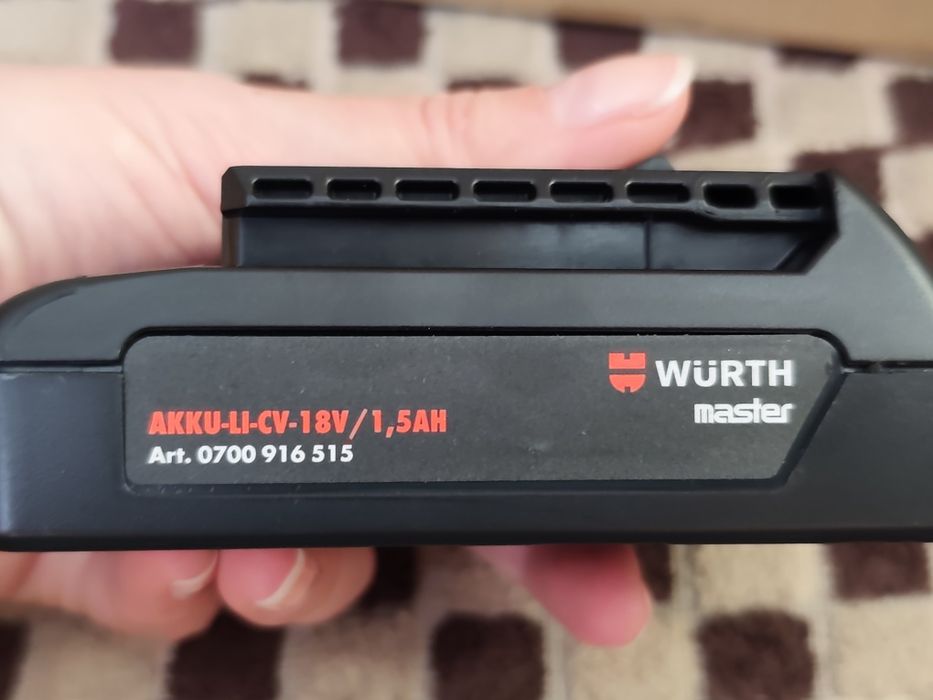 WÜRTH
master
AKKU-LI-CV-18V/1,5AH
Art. 0700 916 515